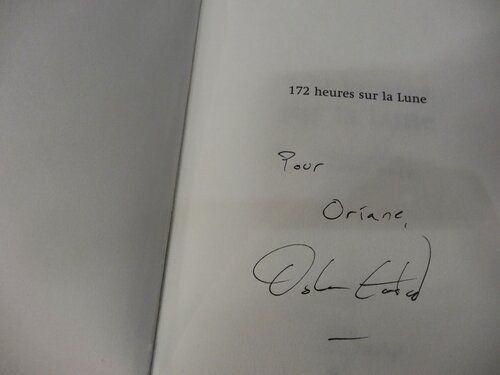 172 heures sur la Lune
Pour
Oriane,